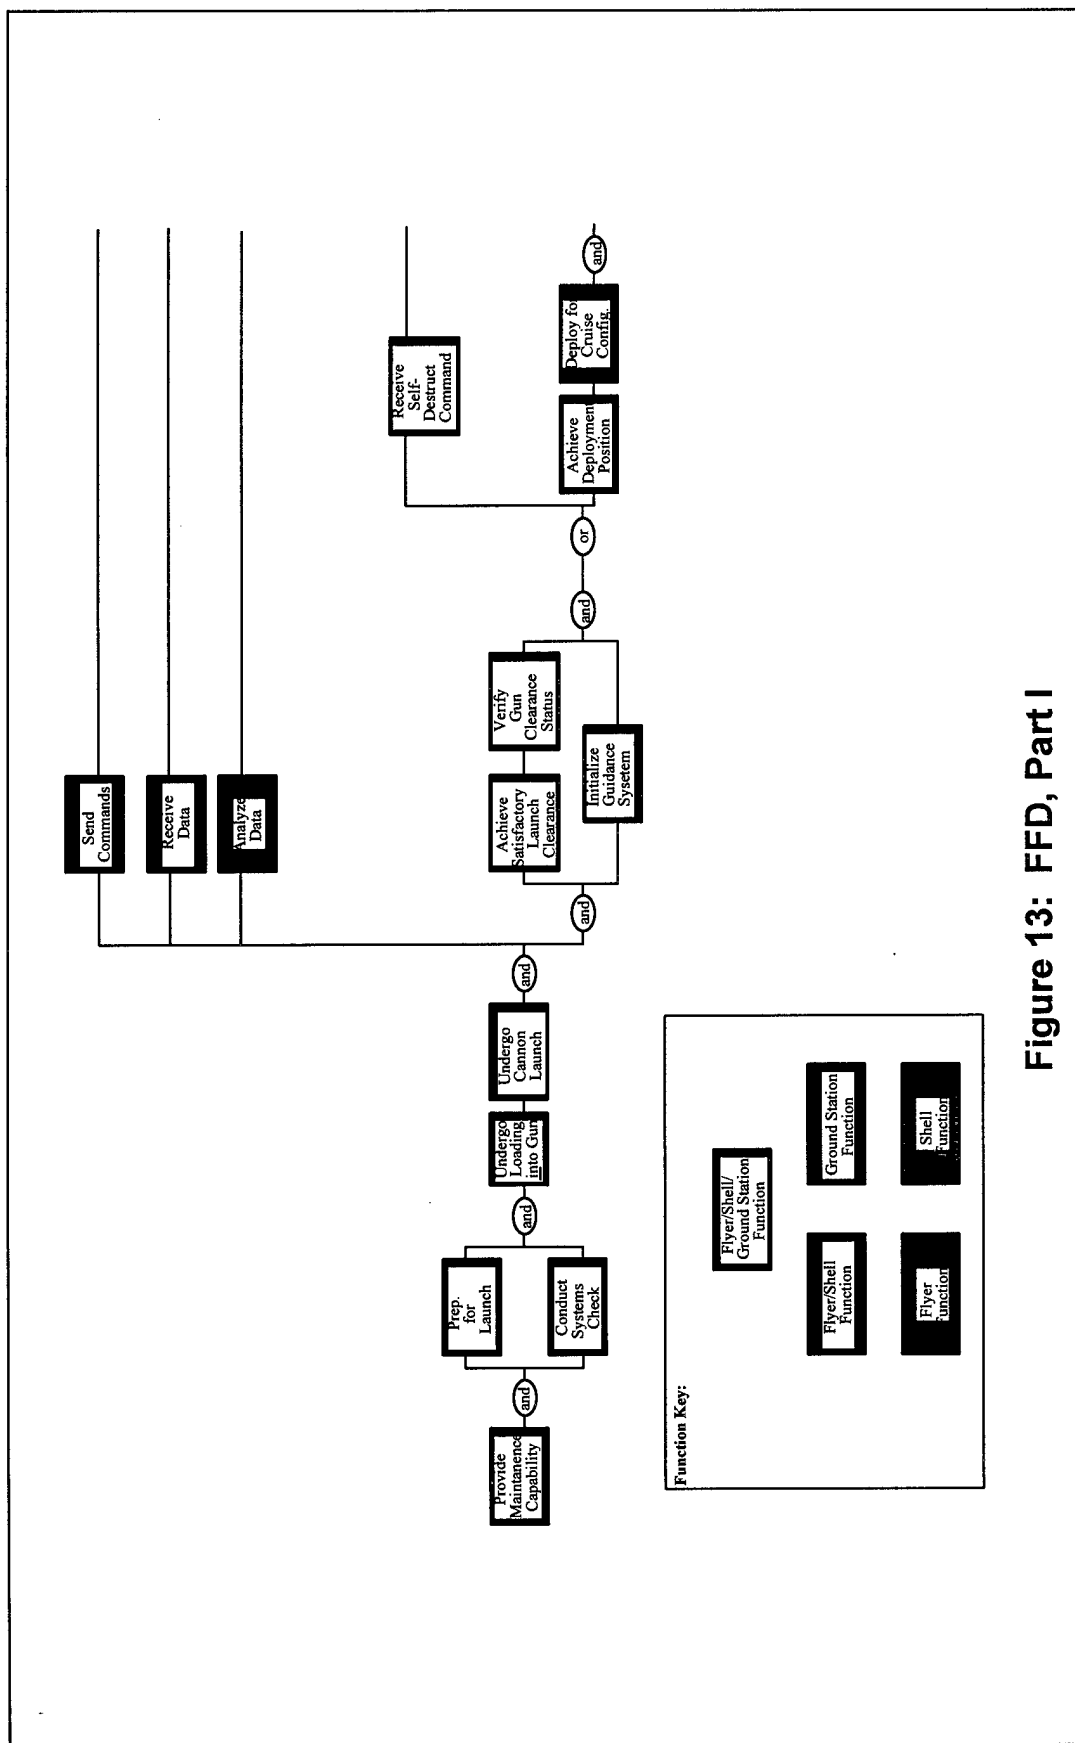 Provide
Maintanence
Capability
and
Prep.
for
Launch
Conduct
Systems
Check
and
Undergo
Loading
into Gun
Undergo
Cannon
Launch
and
Send
Commands
Receive
Data
Analyze
Data
and
Achieve
Satisfactory
Launch
Clearance
Verify
Gun
Clearance
Status
Initialize
Guidance
Sysetem
and
or
Receive
Self-
Destruct
Command
Achieve
Deployment
Position
Deploy for
Cruise
Config.
and
Function Key:
Flyer/Shell/
Ground Station
Function
Flyer/Shell
Function
Ground Station
Function
Flyer
Function
Shell
Function
Figure 13: FFD, Part I